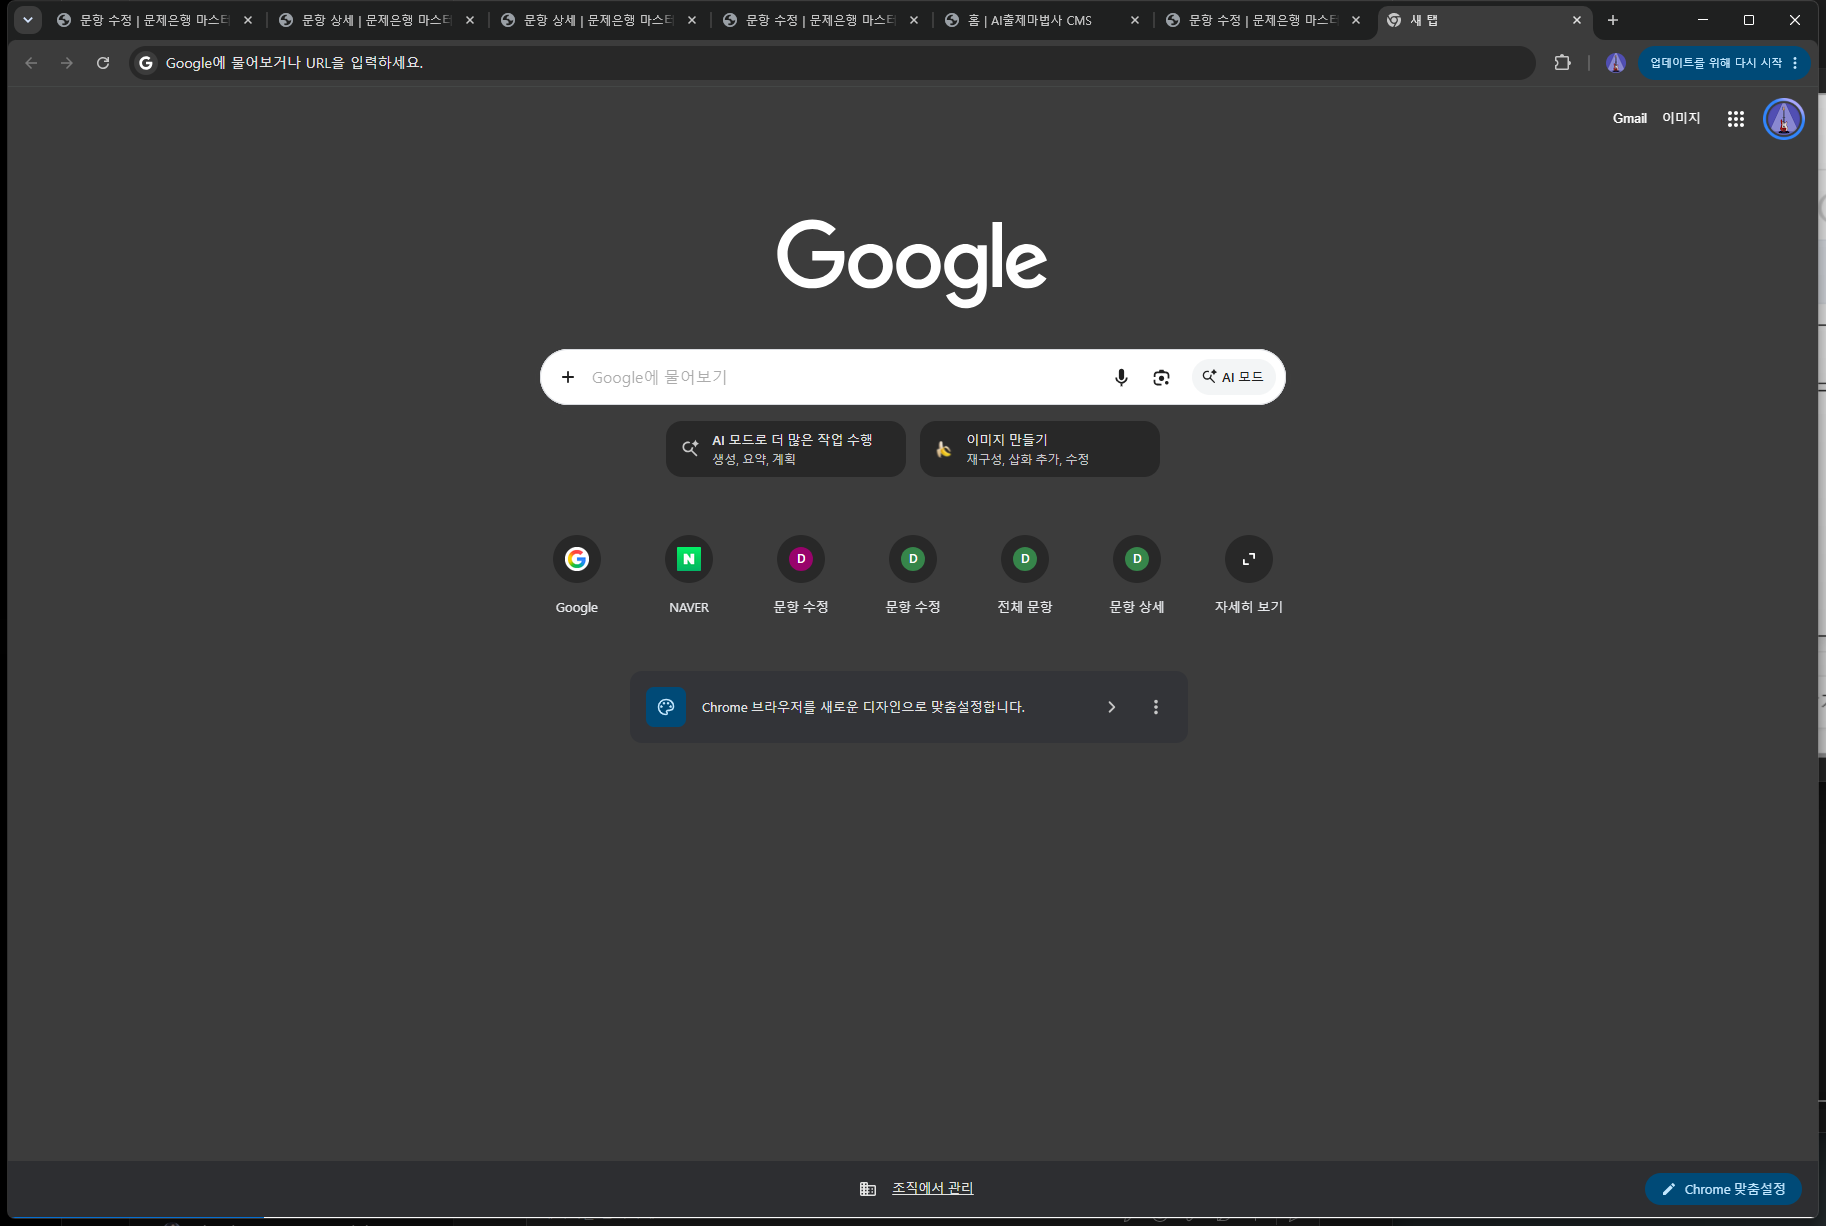 문항 수정 | 문제은행 마스터
문항 상세 | 문제은행 마스터
문항 상세 | 문제은행 마스터
문항 수정 | 문제은행 마스터
홈 | AI출제마법사 CMS
문항 수정 | 문제은행 마스터
새 탭
Google에 물어보거나 URL을 입력하세요.
업데이트를 위해 다시 시작
Gmail 이미지
Google
Google에 물어보기
AI 모드
AI 모드로 더 많은 작업 수행
생성, 요약, 계획
이미지 만들기
재구성, 삽화 추가, 수정
N
D
D
D
D
Google
NAVER
문항 수정
문항 수정
전체 문항
문항 상세
자세히 보기
Chrome 브라우저를 새로운 디자인으로 맞춤설정합니다.
조직에서 관리
Chrome 맞춤설정